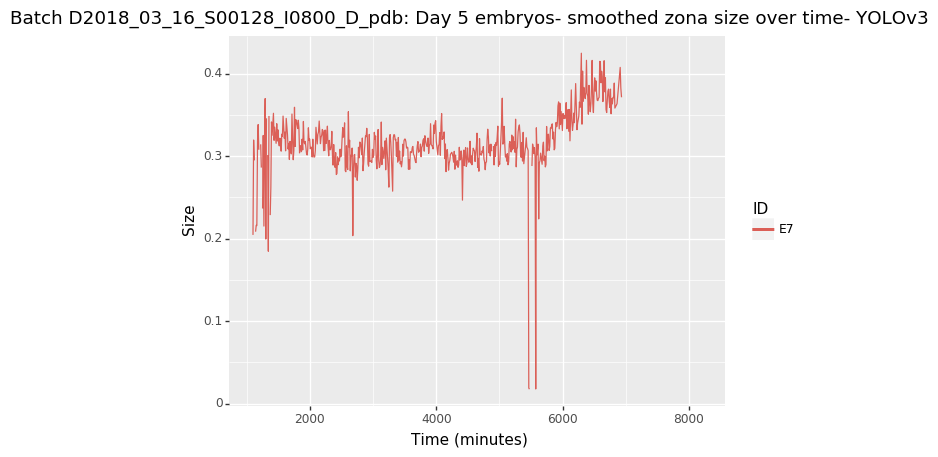 Batch D2018_03_16_S00128_I0800_D_pdb: Day 5 embryos- smoothed zona size over time- YOLOv3
0.4
0.3
0.2
0.1
0
Size
2000 4000 6000 8000
Time (minutes)
ID
E7